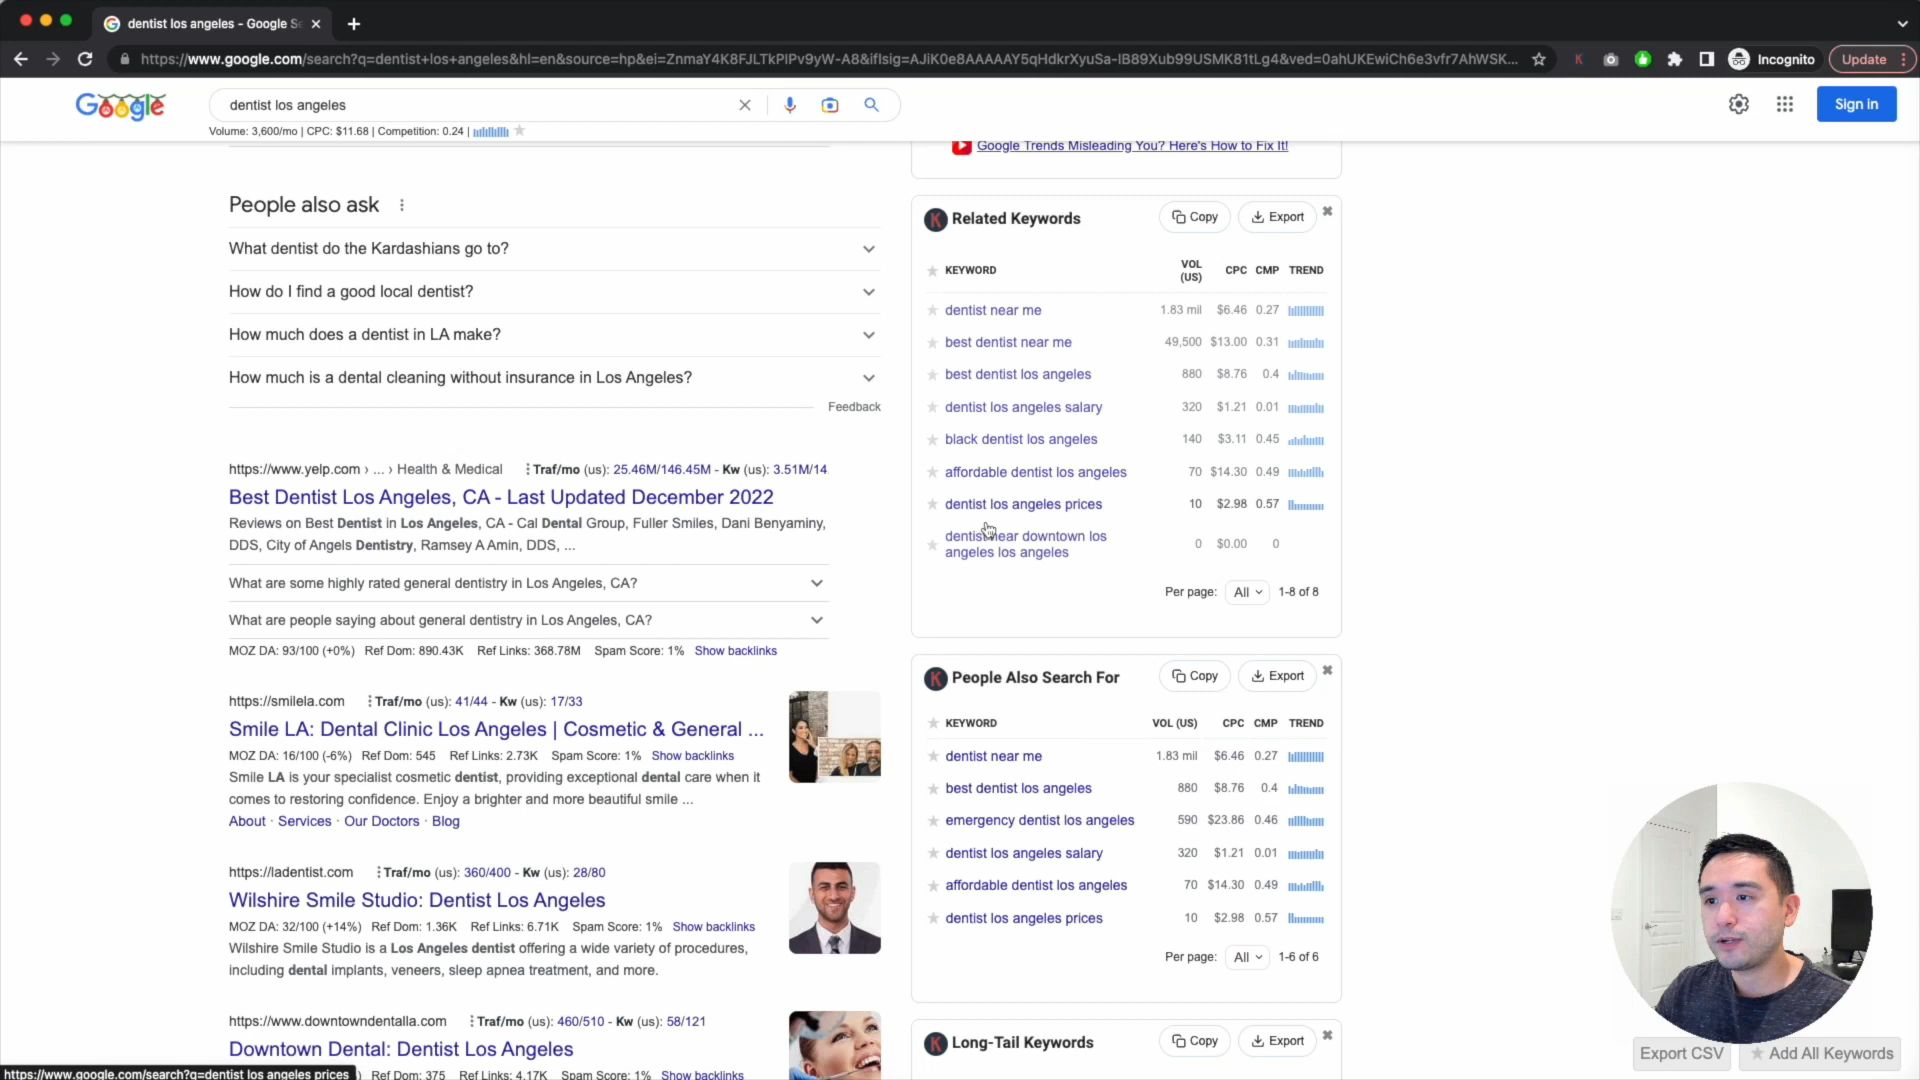 dentist los angeles - Google Se
https://www.google.com/search?q=dentist+los+angeles&hl=en&source=hp&ei=ZnmaY4K8FJLTkPIPv9yW-A8&iflsig=AJiK0e8AAAAAY5qHdkrXyuSa-IB89Xub99USMK81tLg4&ved=0ahUKEwiCh6e3vfr7AhWSK...
Incognito
Update
Google
dentist los angeles
Sign in
Volume: 3,600/mo | CPC: $11.68 | Competition: 0.24 |
Google Trends Misleading You? Here's How to Fix It!
People also ask
What dentist do the Kardashians go to?
How do I find a good local dentist?
How much does a dentist in LA make?
How much is a dental cleaning without insurance in Los Angeles?
Feedback
https://www.yelp.com › ... › Health & Medical Traf/mo (us): 25.46M/146.45M - Kw (us): 3.51M/14.
Best Dentist Los Angeles, CA - Last Updated December 2022
Reviews on Best Dentist in Los Angeles, CA - Cal Dental Group, Fuller Smiles, Dani Benyaminy,
DDS, City of Angels Dentistry, Ramsey A Amin, DDS, ...
What are some highly rated general dentistry in Los Angeles, CA?
What are people saying about general dentistry in Los Angeles, CA?
MOZ DA: 93/100 (+0%) Ref Dom: 890.43K Ref Links: 368.78M Spam Score: 1% Show backlinks
https://smilela.com Traf/mo (us): 41/44 - Kw (us): 17/33
Smile LA: Dental Clinic Los Angeles | Cosmetic & General ...
MOZ DA: 16/100 (-6%) Ref Dom: 545 Ref Links: 2.73K Spam Score: 1% Show backlinks
Smile LA is your specialist cosmetic dentist, providing exceptional dental care when it
comes to restoring confidence. Enjoy a brighter and more beautiful smile ...
About · Services · Our Doctors · Blog
https://ladentist.com Traf/mo (us): 360/400 - Kw (us): 28/80
Wilshire Smile Studio: Dentist Los Angeles
MOZ DA: 32/100 (+14%) Ref Dom: 1.36K Ref Links: 6.71K Spam Score: 1% Show backlinks
Wilshire Smile Studio is a Los Angeles dentist offering a wide variety of procedures,
including dental implants, veneers, sleep apnea treatment, and more.
https://www.downtowndentalla.com Traf/mo (us): 460/510 - Kw (us): 58/121
Downtown Dental: Dentist Los Angeles
Ref Dom: 375 Ref Links: 4.17K Spam Score: 1% Show backlinks
https://www.google.com/search?q=dentist los angeles prices
K Related Keywords Copy Export
KEYWORD VOL (US) CPC CMP TREND
dentist near me 1.83 mil $6.46 0.27
best dentist near me 49,500 $13.00 0.31
best dentist los angeles 880 $8.76 0.4
dentist los angeles salary 320 $1.21 0.01
black dentist los angeles 140 $3.11 0.45
affordable dentist los angeles 70 $14.30 0.49
dentist los angeles prices 10 $2.98 0.57
dentist near downtown los
angeles los angeles 0 $0.00 0
Per page: All 1-8 of 8
K People Also Search For Copy Export
KEYWORD VOL (US) CPC CMP TREND
dentist near me 1.83 mil $6.46 0.27
best dentist los angeles 880 $8.76 0.4
emergency dentist los angeles 590 $23.86 0.46
dentist los angeles salary 320 $1.21 0.01
affordable dentist los angeles 70 $14.30 0.49
dentist los angeles prices 10 $2.98 0.57
Per page: All 1-6 of 6
K Long-Tail Keywords Copy Export
Export CSV
Add All Keywords